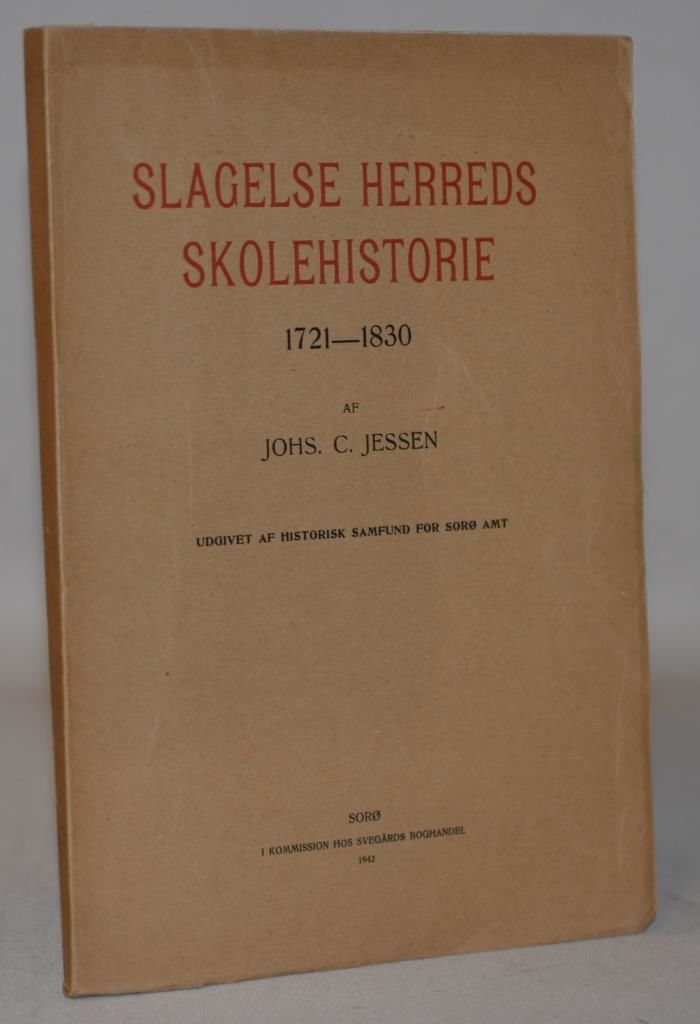 SLAGELSE HERREDS
SKOLEHISTORIE
1721—1830
AF
JOHS. C. JESSEN
UDGIVET AF HISTORISK SAMFUND FOR SORØ AMT
SORØ
I KOMMISSION HOS SVEGÅRDS BOGHANDEL
1942